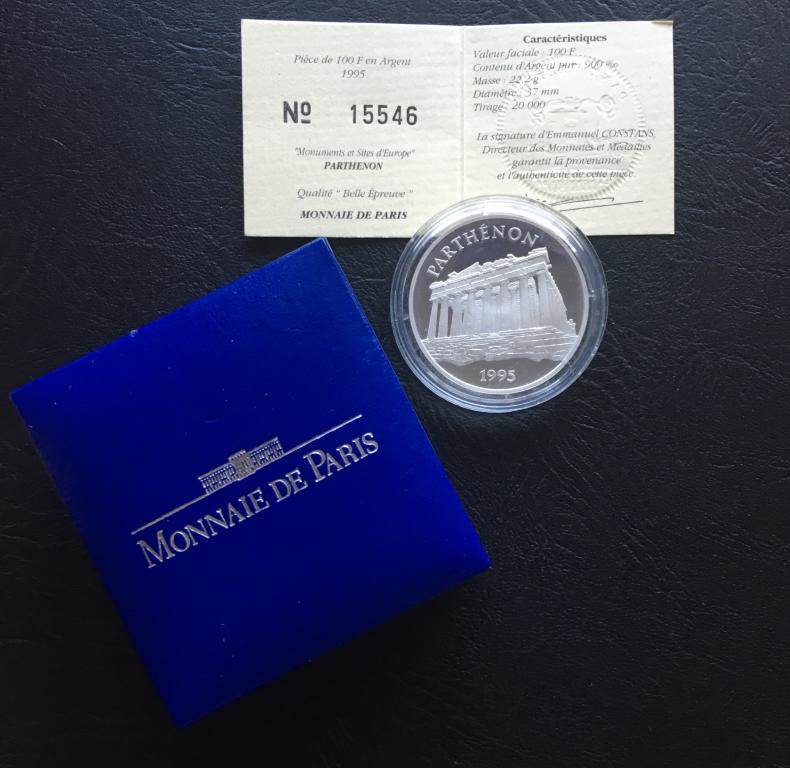 Pièce de 100 F en Argent
1995
Nº 15546
"Monuments et Sites d'Europe"
PARTHENON
Qualité " Belle Épreuve "
MONNAIE DE PARIS
Caractéristiques
Valeur faciale : 100 F
Contenu d'Argent pur : 900 ‰
Masse : 22,2 g
Diamètre : 37 mm
Tirage : 20 000
La signature d'Emmanuel CONSTANS,
Directeur des Monnaies et Médailles
garantit la provenance
et l'authenticité de cette pièce.
PARTHÉNON
1995
MONNAIE DE PARIS